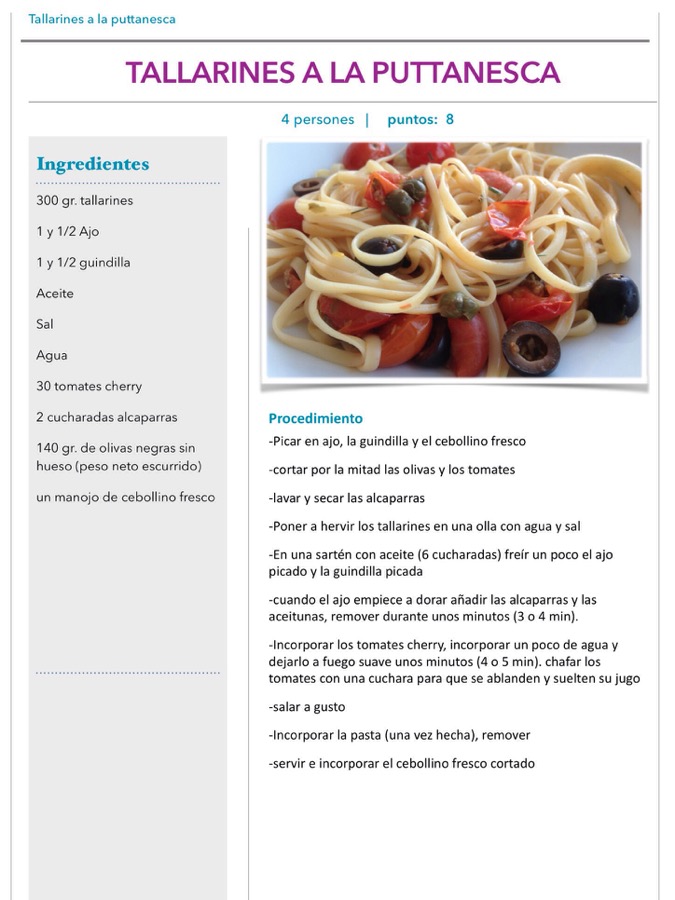 Tallarines a la puttanesca
TALLARINES A LA PUTTANESCA
4 persones | puntos: 8
Ingredientes
300 gr. tallarines
1 y 1/2 Ajo
1 y 1/2 guindilla
Aceite
Sal
Agua
30 tomates cherry
2 cucharadas alcaparras
140 gr. de olivas negras sin
hueso (peso neto escurrido)
un manojo de cebollino fresco
Procedimiento
-Picar en ajo, la guindilla y el cebollino fresco
-cortar por la mitad las olivas y los tomates
-lavar y secar las alcaparras
-Poner a hervir los tallarines en una olla con agua y sal
-En una sartén con aceite (6 cucharadas) freír un poco el ajo
picado y la guindilla picada
-cuando el ajo empiece a dorar añadir las alcaparras y las
aceitunas, remover durante unos minutos (3 o 4 min).
-Incorporar los tomates cherry, incorporar un poco de agua y
dejarlo a fuego suave unos minutos (4 o 5 min). chafar los
tomates con una cuchara para que se ablanden y suelten su jugo
-salar a gusto
-Incorporar la pasta (una vez hecha), remover
-servir e incorporar el cebollino fresco cortado